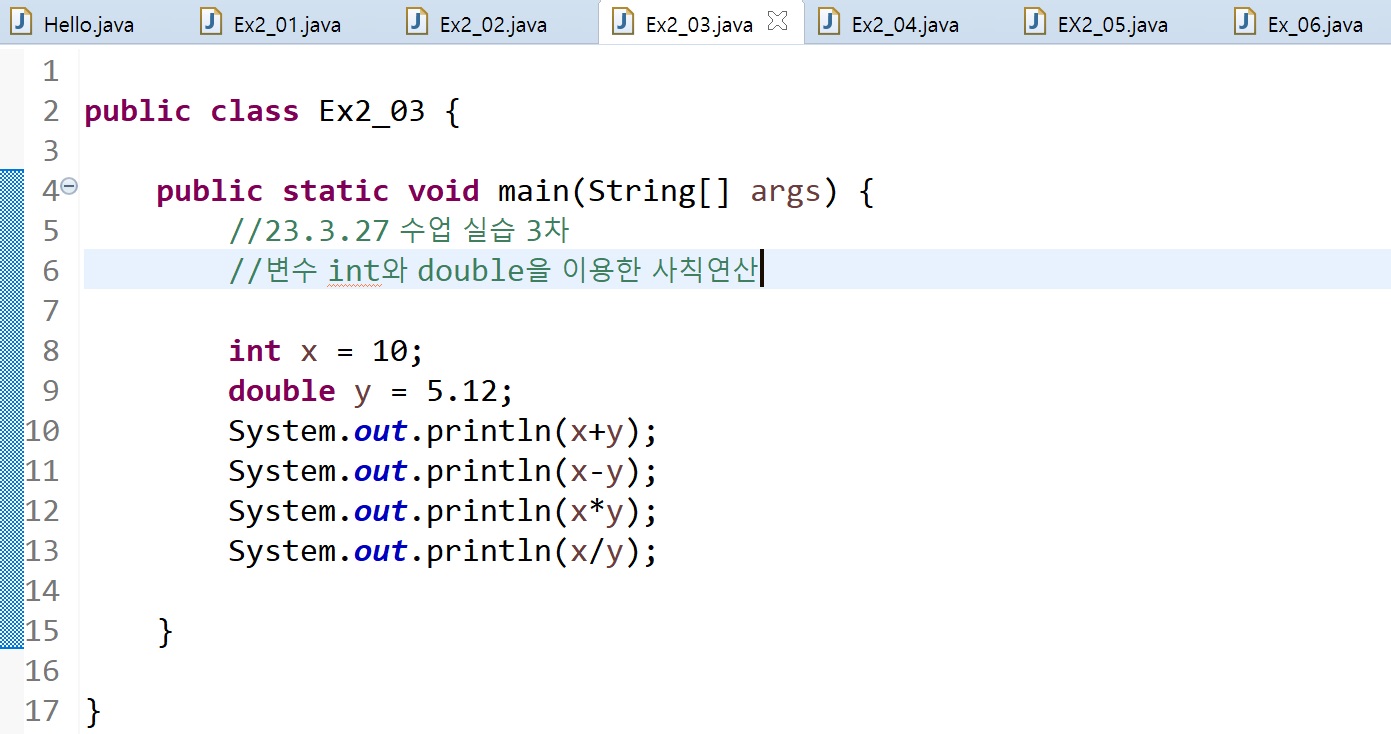 Hello.java Ex2_01.java Ex2_02.java Ex2_03.java Ex2_04.java EX2_05.java Ex_06.java
1
2 public class Ex2_03 {
3
4 public static void main(String[] args) {
5 //23.3.27 수업 실습 3차
6 //변수 int와 double을 이용한 사칙연산
7
8 int x = 10;
9 double y = 5.12;
10 System.out.println(x+y);
11 System.out.println(x-y);
12 System.out.println(x*y);
13 System.out.println(x/y);
14
15 }
16
17 }